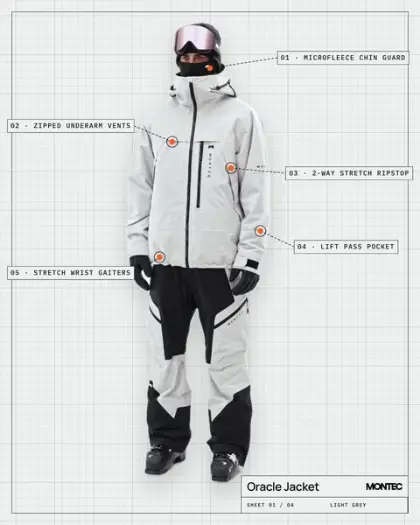 01 · MICROFLEECE CHIN GUARD
02 · ZIPPED UNDERARM VENTS
03 · 2-WAY STRETCH RIPSTOP
04 · LIFT PASS POCKET
05 · STRETCH WRIST GAITERS
Oracle Jacket MONTEC
SHEET 01 / 04 LIGHT GREY